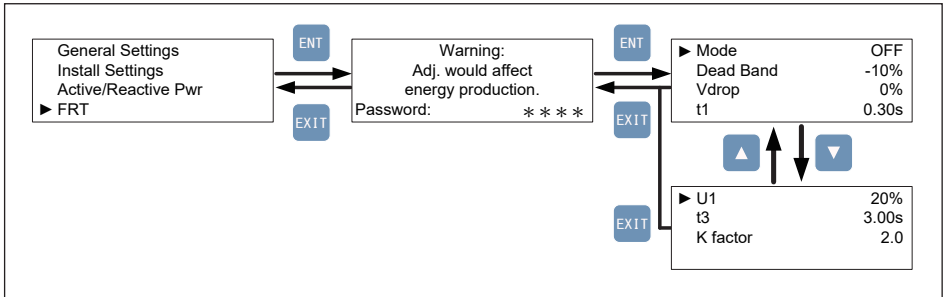 General Settings
Install Settings
Active/Reactive Pwr
▶ FRT
ENT
EXIT
Warning:
Adj. would affect
energy production.
Password: ＊＊＊＊
ENT
EXIT
▶ Mode OFF
Dead Band -10%
Vdrop 0%
t1 0.30s
▲ ▼
EXIT
▶ U1 20%
t3 3.00s
K factor 2.0